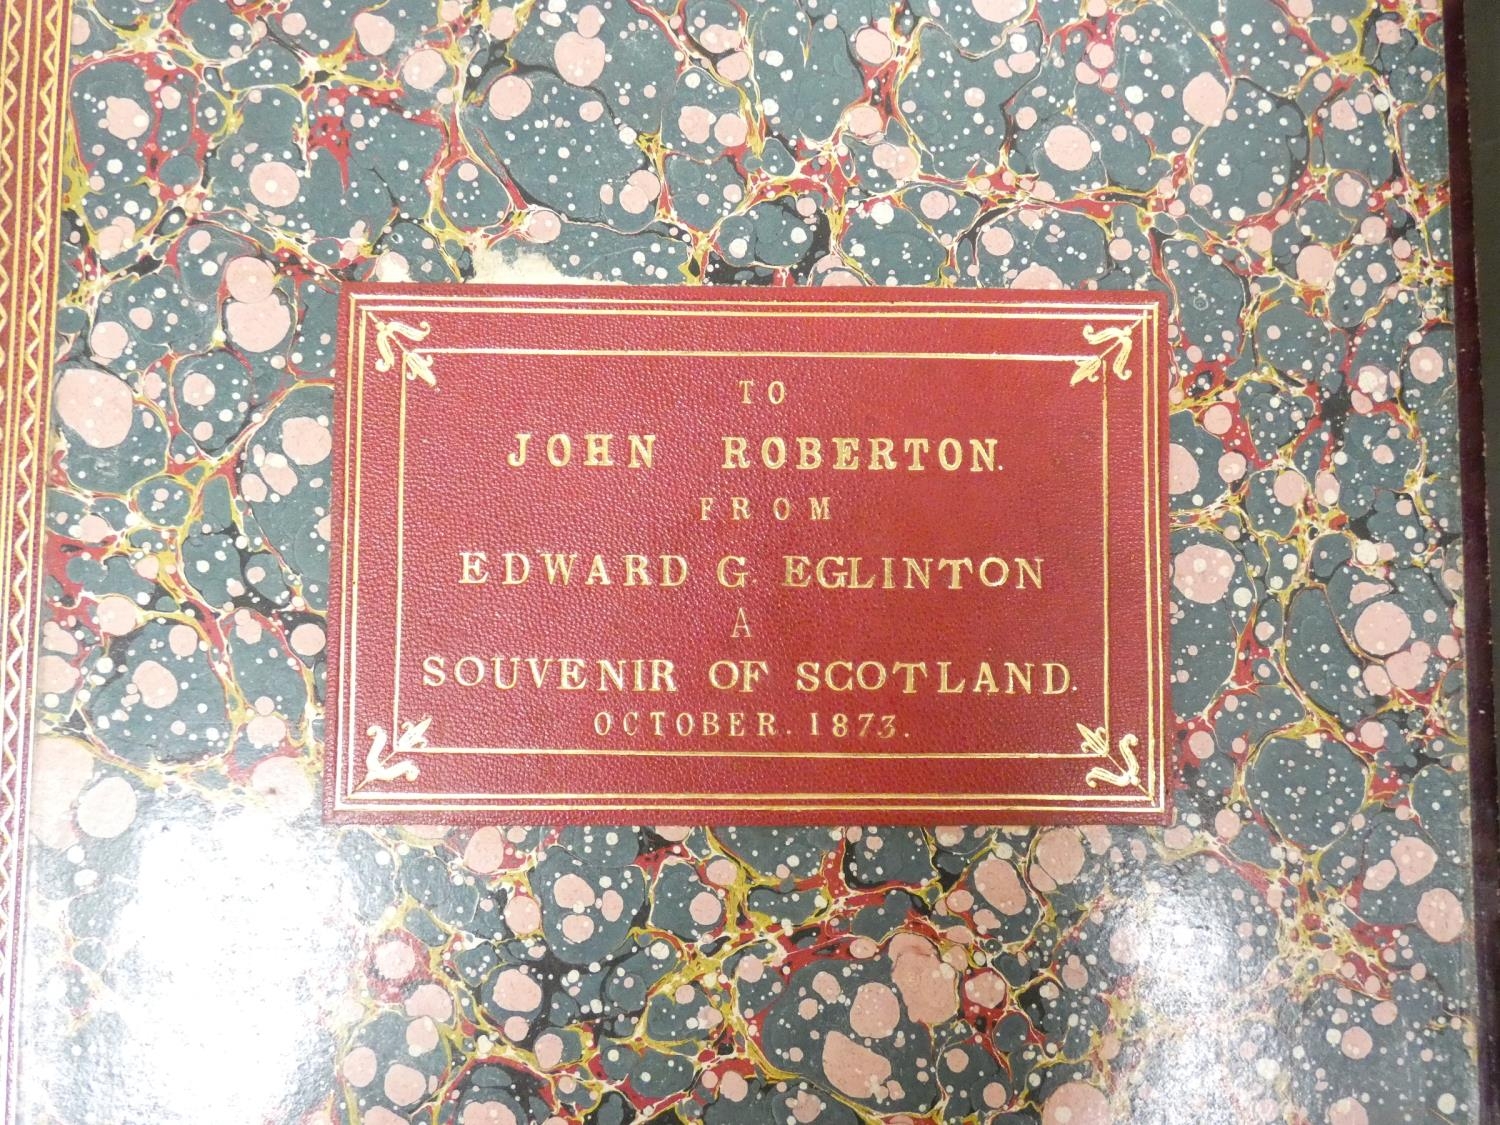 TO
JOHN ROBERTON.
FROM
EDWARD G. EGLINTON
A
SOUVENIR OF SCOTLAND.
OCTOBER. 1873.